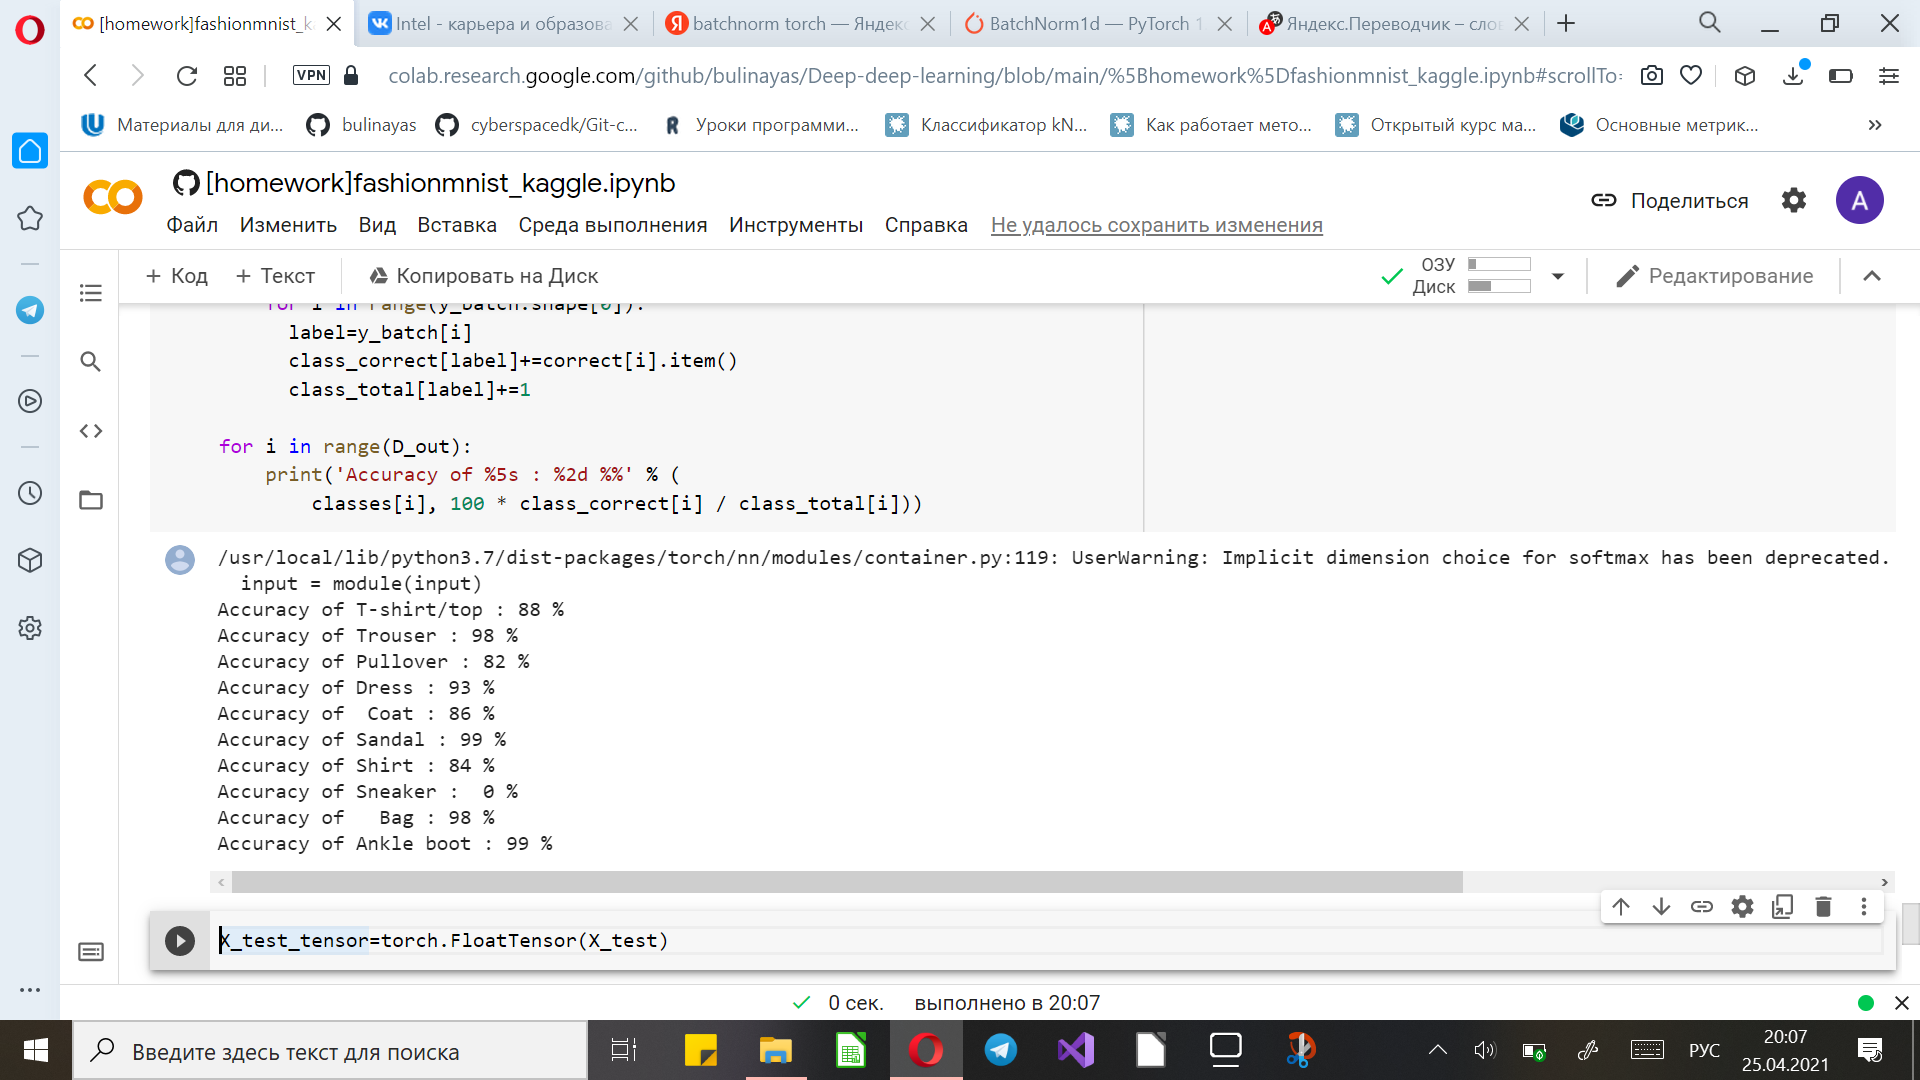 [homework]fashionmnist_k
Intel - карьера и образова
batchnorm torch — Яндекс
BatchNorm1d — PyTorch 1
Яндекс.Переводчик – слов
VPN
colab.research.google.com/github/bulinayas/Deep-deep-learning/blob/main/%5Bhomework%5Dfashionmnist_kaggle.ipynb#scrollTo=
Материалы для ди...
bulinayas
cyberspacedk/Git-c...
Уроки программи...
Классификатор kN...
Как работает мето...
Открытый курс ма...
Основные метрик...
[homework]fashionmnist_kaggle.ipynb
Поделиться
A
Файл Изменить Вид Вставка Среда выполнения Инструменты Справка Не удалось сохранить изменения
+ Код + Текст Копировать на Диск
ОЗУ
Диск
Редактирование
for i in range(y_batch.shape[0]):
label=y_batch[i]
class_correct[label]+=correct[i].item()
class_total[label]+=1
for i in range(D_out):
print('Accuracy of %5s : %2d %%' % (
classes[i], 100 * class_correct[i] / class_total[i]))
/usr/local/lib/python3.7/dist-packages/torch/nn/modules/container.py:119: UserWarning: Implicit dimension choice for softmax has been deprecated.
input = module(input)
Accuracy of T-shirt/top : 88 %
Accuracy of Trouser : 98 %
Accuracy of Pullover : 82 %
Accuracy of Dress : 93 %
Accuracy of  Coat : 86 %
Accuracy of Sandal : 99 %
Accuracy of Shirt : 84 %
Accuracy of Sneaker :  0 %
Accuracy of   Bag : 98 %
Accuracy of Ankle boot : 99 %
X_test_tensor=torch.FloatTensor(X_test)
0 сек. выполнено в 20:07
Введите здесь текст для поиска
РУС
20:07
25.04.2021